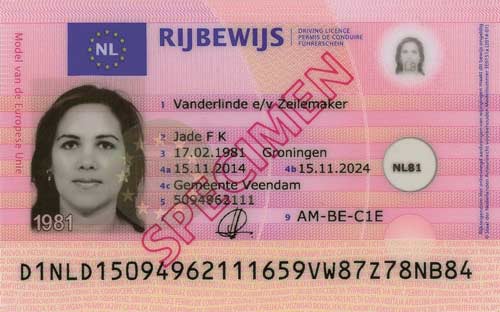 NL
RIJBEWIJS
DRIVING LICENCE
PERMIS DE CONDUIRE
FÜHRERSCHEIN
Model van de Europese Unie
1 Vanderlinde e/v Zeilemaker
2 Jade F K
3 17.02.1981 Groningen
4a 15.11.2014 4b 15.11.2024
4c Gemeente Veendam
5 5094962111
9 AM-BE-C1E
NL81
1981
SPECIMEN
D1NLD15094962111659VW87Z78NB84